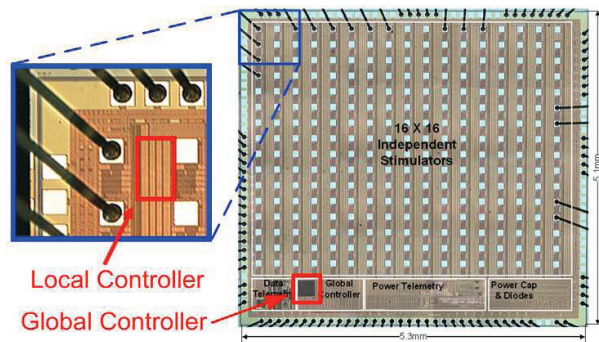 16 X 16
Independent
Stimulators
5.1mm
Local Controller
Global Controller
Data
Telemetry
Global
Controller
Power Telemetry
Power Cap
& Diodes
5.3mm